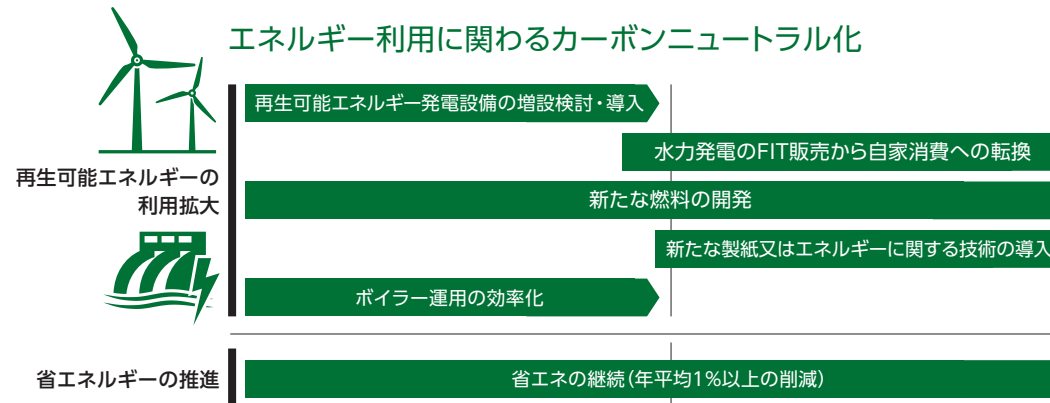 エネルギー利用に関わるカーボンニュートラル化
再生可能エネルギー発電設備の増設検討・導入
水力発電のFIT販売から自家消費への転換
再生可能エネルギーの
利用拡大
新たな燃料の開発
新たな製紙又はエネルギーに関する技術の導入
ボイラー運用の効率化
省エネルギーの推進
省エネの継続(年平均1%以上の削減)